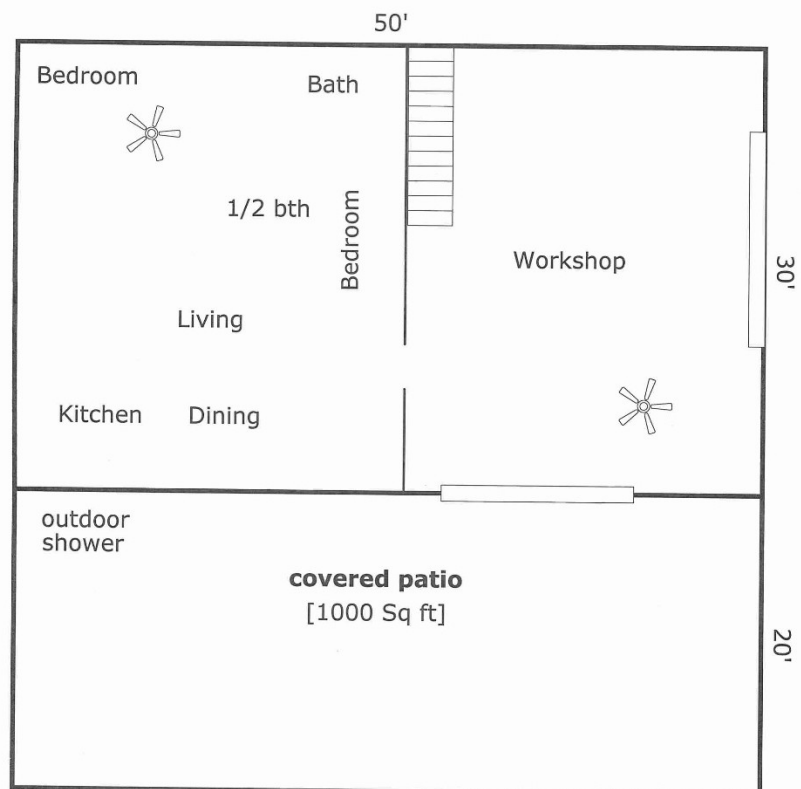 50'
Bedroom
Bath
1/2 bth
Bedroom
Workshop
30'
Living
Kitchen
Dining
outdoor
shower
covered patio
[1000 Sq ft]
20'